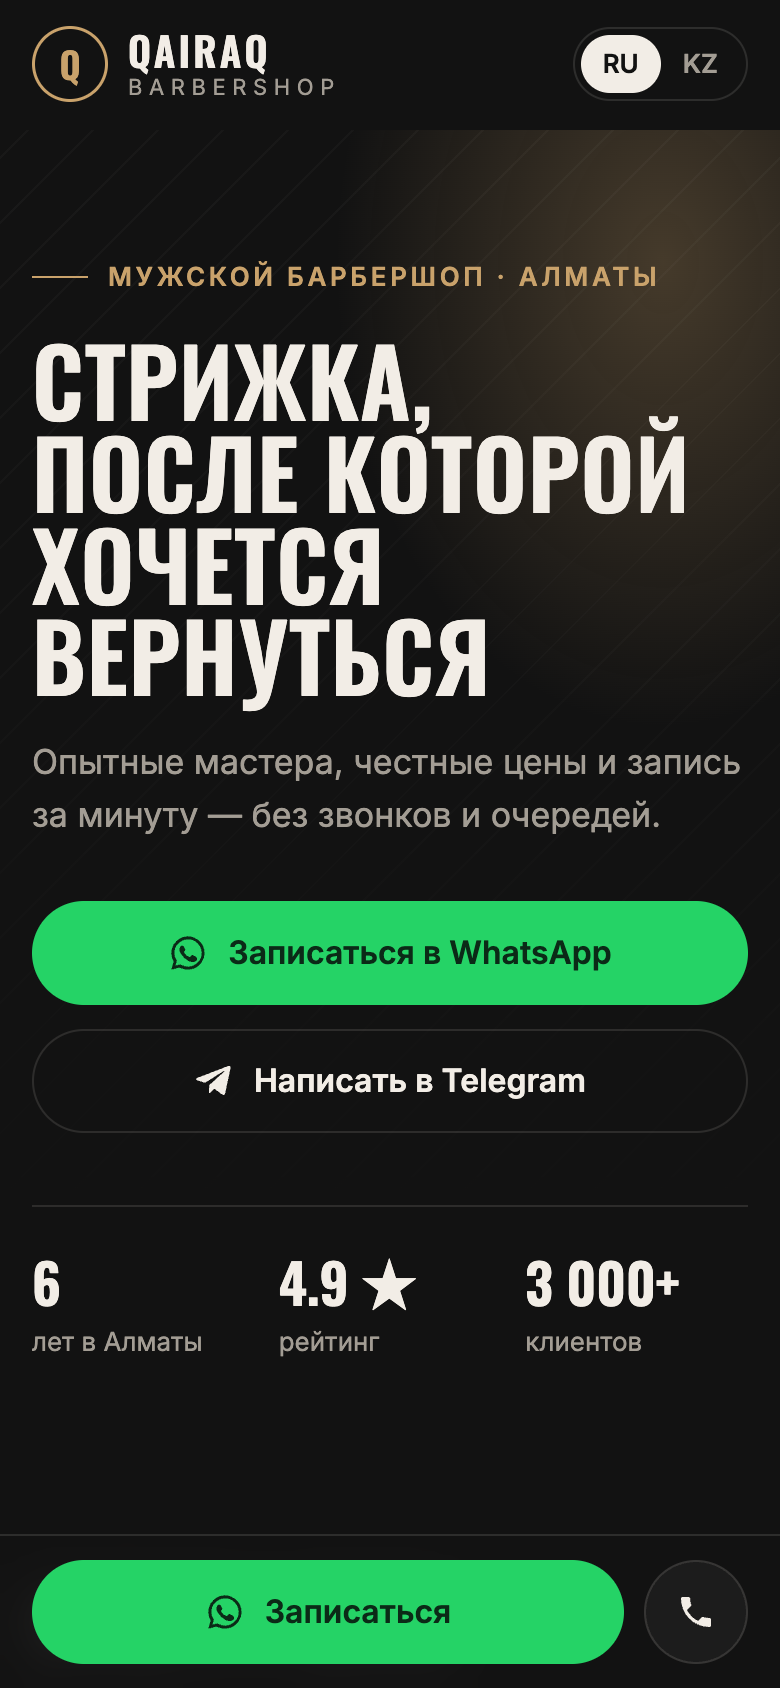 Q
QAIRAQ
BARBERSHOP
RU KZ
МУЖСКОЙ БАРБЕРШОП · АЛМАТЫ
СТРИЖКА,
ПОСЛЕ КОТОРОЙ
ХОЧЕТСЯ
ВЕРНУТЬСЯ
Опытные мастера, честные цены и запись
за минуту — без звонков и очередей.
Записаться в WhatsApp
Написать в Telegram
6 4.9 ★ 3 000+
лет в Алматы рейтинг клиентов
Записаться